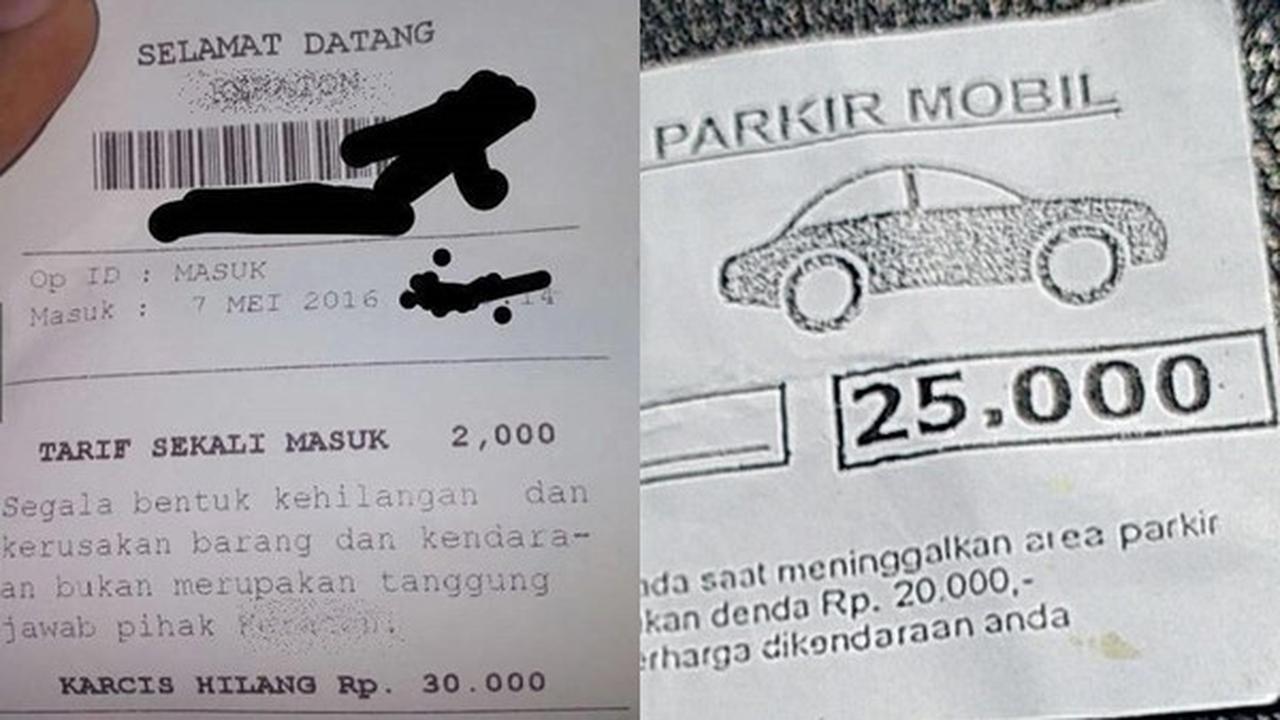 SELAMAT DATANG
Op ID : MASUK
Masuk : 7 MEI 2016 :14
TARIF SEKALI MASUK 2,000
Segala bentuk kehilangan dan
kerusakan barang dan kendara-
an bukan merupakan tanggung
jawab pihak
KARCIS HILANG Rp. 30.000
PARKIR MOBIL
25.000
nda saat meninggalkan area parkir
kan denda Rp. 20.000,-
erharga dikendaraan anda